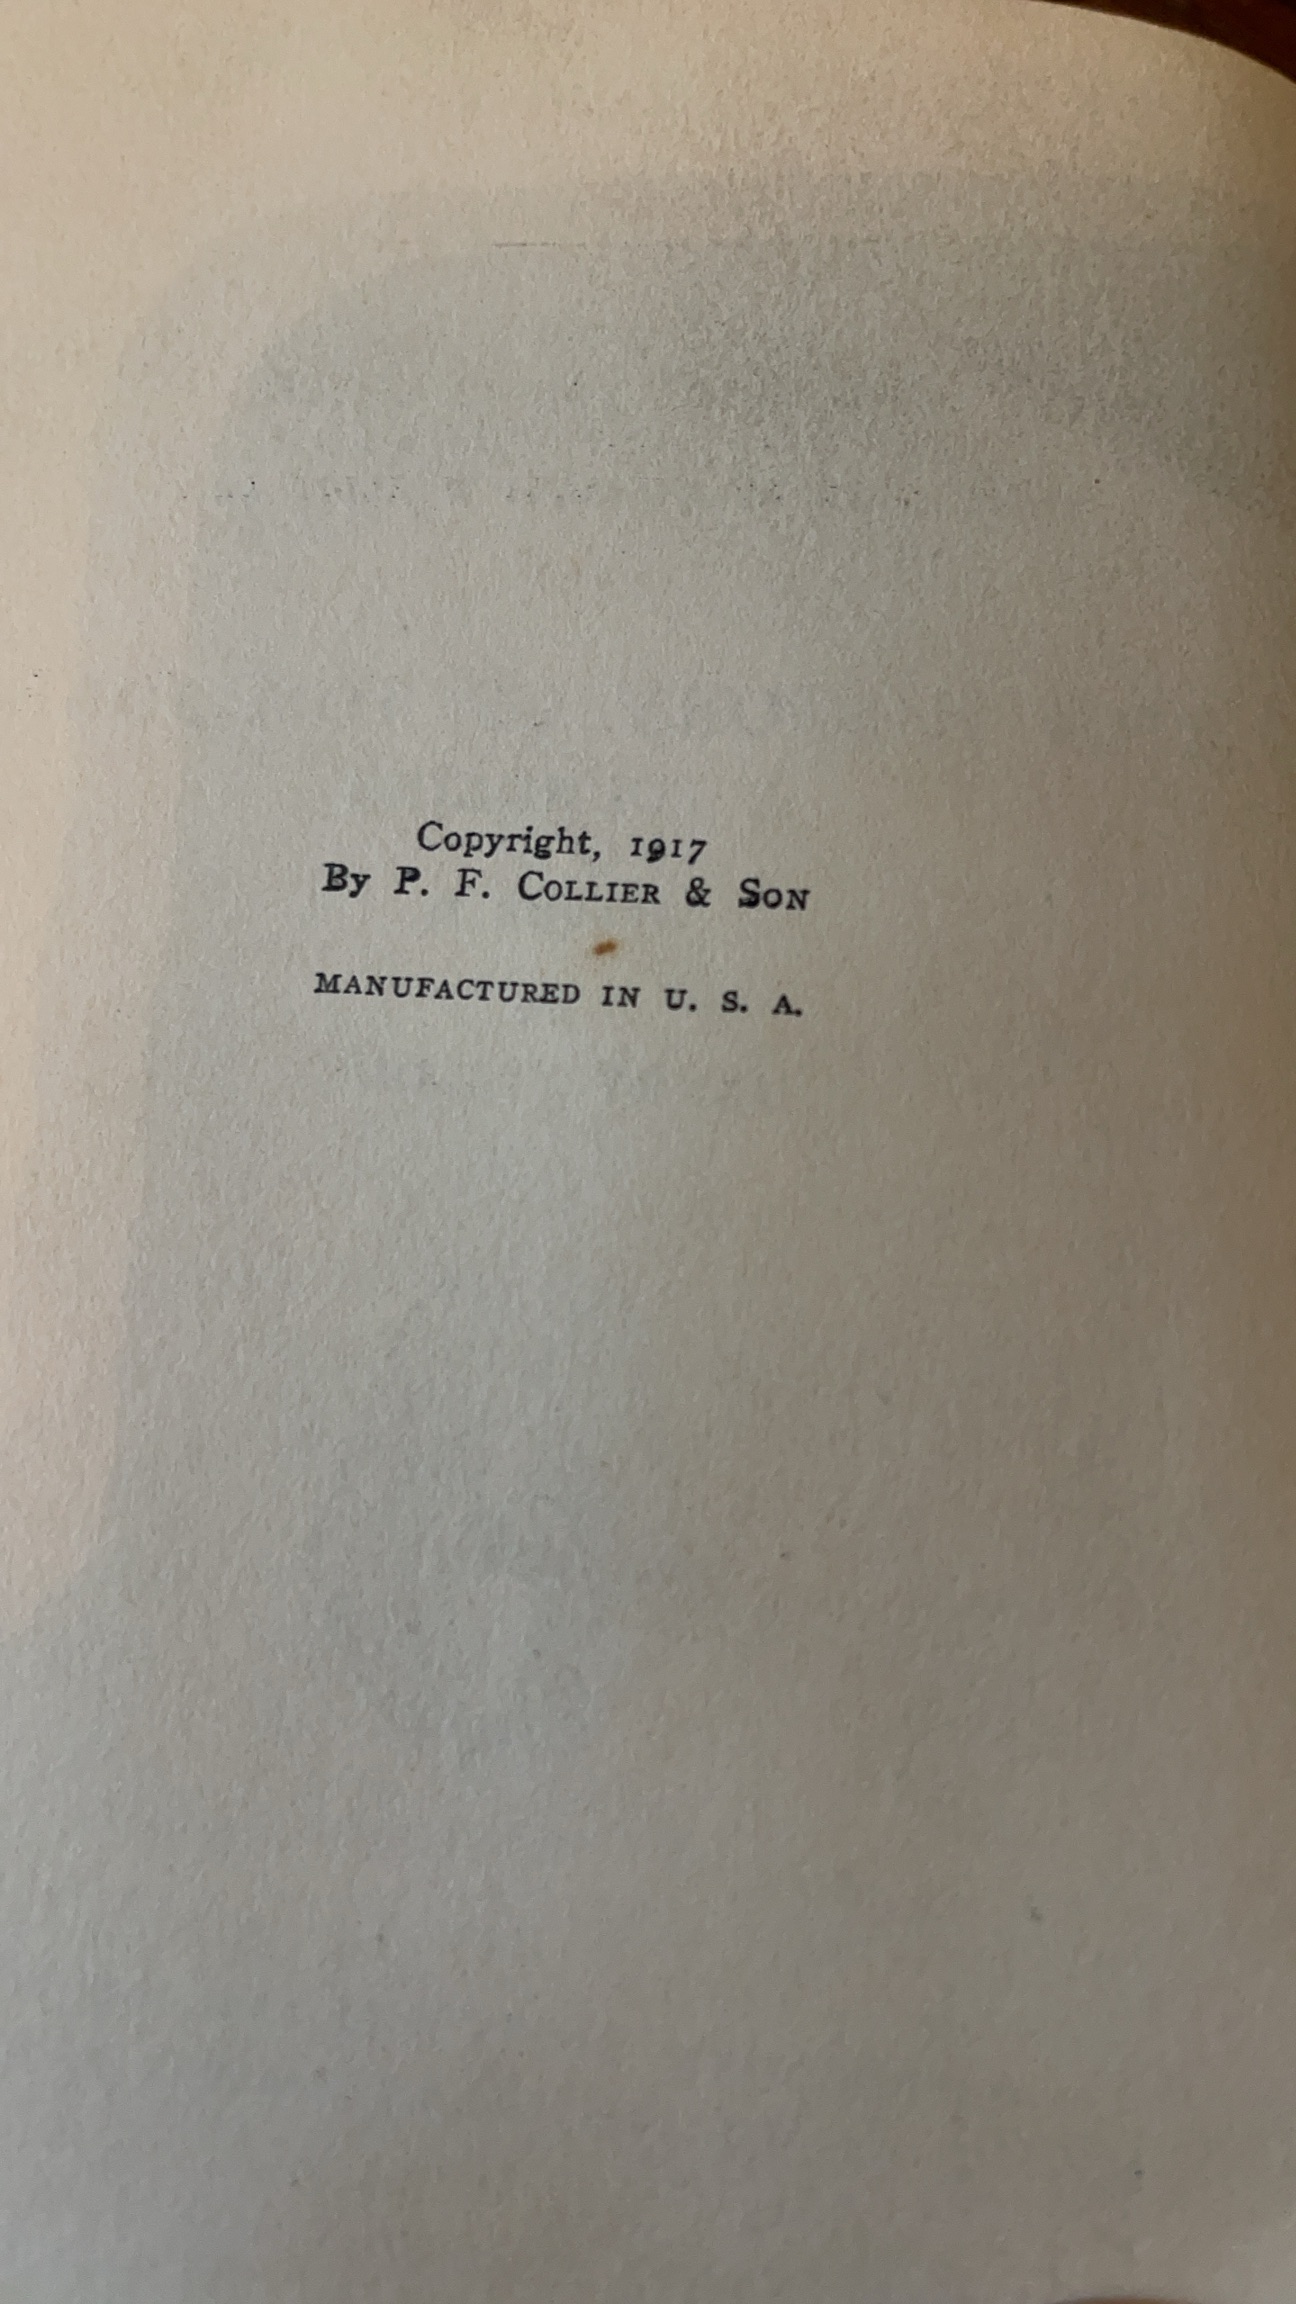 Copyright, 1917
By P. F. COLLIER & SON
MANUFACTURED IN U. S. A.